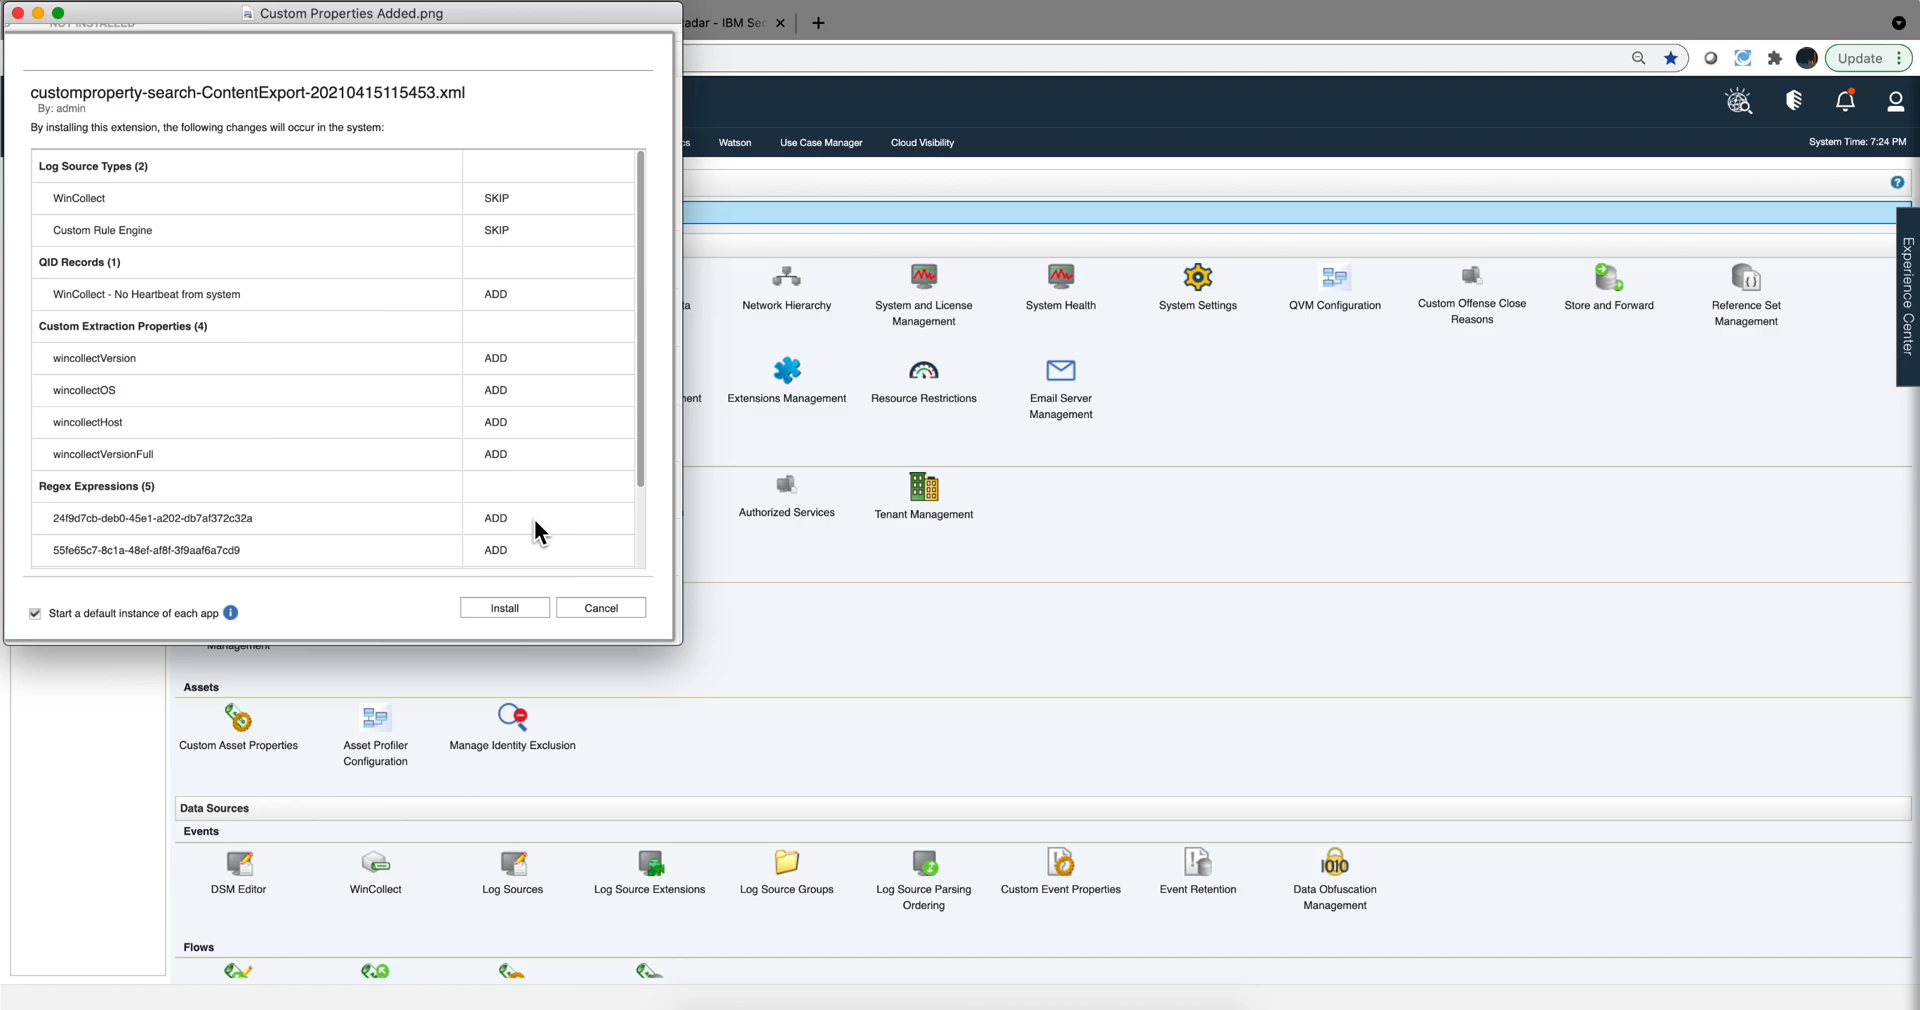 Custom Properties Added.png
NOT INSTALLED
customproperty-search-ContentExport-20210415115453.xml
By: admin
By installing this extension, the following changes will occur in the system:
Log Source Types (2)
WinCollect SKIP
Custom Rule Engine SKIP
QID Records (1)
WinCollect - No Heartbeat from system ADD
Custom Extraction Properties (4)
wincollectVersion ADD
wincollectOS ADD
wincollectHost ADD
wincollectVersionFull ADD
Regex Expressions (5)
24f9d7cb-deb0-45e1-a202-db7af372c32a ADD
55fe65c7-8c1a-48ef-af8f-3f9aaf6a7cd9 ADD
Start a default instance of each app i
Install Cancel
adar - IBM Sec
Update
Watson Use Case Manager Cloud Visibility
System Time: 7:24 PM
?
Experience Center
Network Hierarchy
System and License
Management
System Health
System Settings
QVM Configuration
Custom Offense Close
Reasons
Store and Forward
Reference Set
Management
Extensions Management
Resource Restrictions
Email Server
Management
Authorized Services
Tenant Management
Management
Assets
Custom Asset Properties
Asset Profiler
Configuration
Manage Identity Exclusion
Data Sources
Events
DSM Editor
WinCollect
Log Sources
Log Source Extensions
Log Source Groups
Log Source Parsing
Ordering
Custom Event Properties
Event Retention
Data Obfuscation
Management
Flows